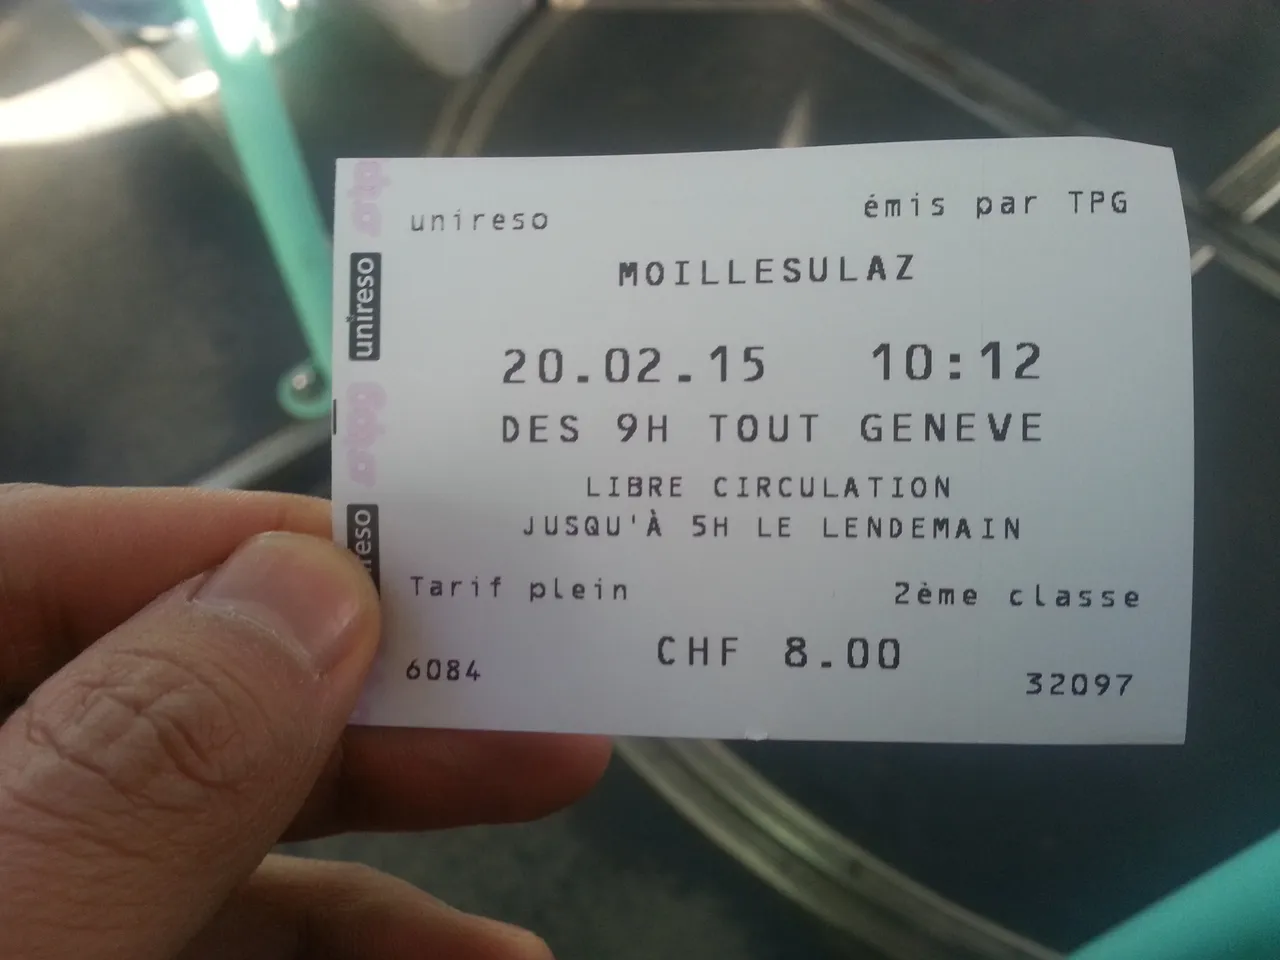 unireso émis par TPG
MOILLESULAZ
20.02.15 10:12
DES 9H TOUT GENEVE
LIBRE CIRCULATION
JUSQU'À 5H LE LENDEMAIN
Tarif plein 2ème classe
CHF 8.00
6084 32097
unireso